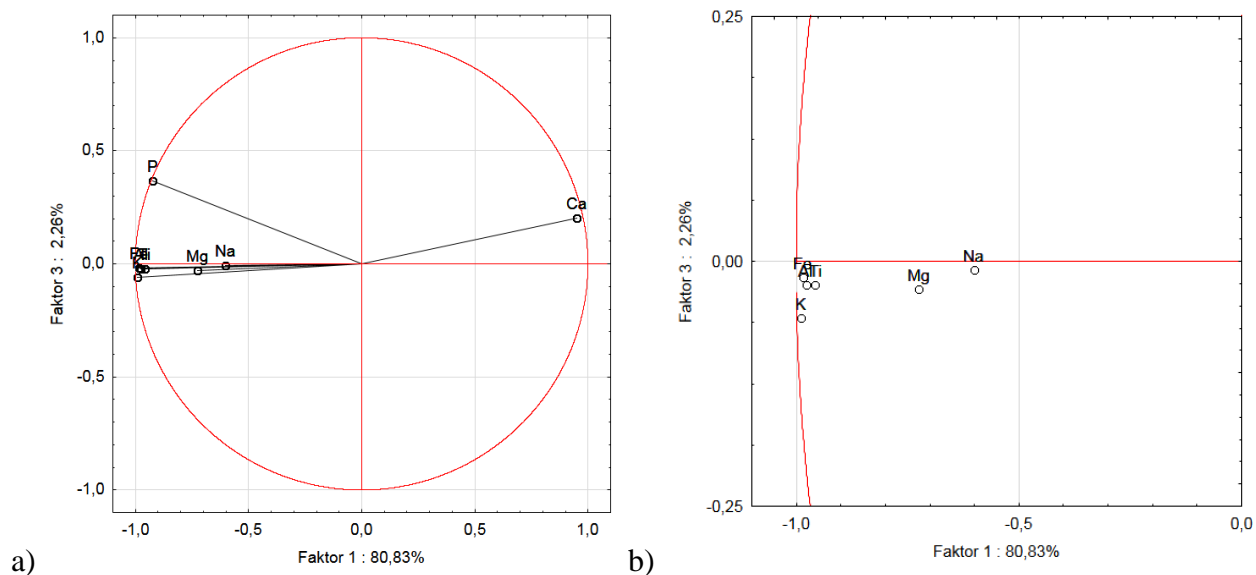 1,0
0,5
0,0
-0,5
-1,0
Faktor 3 : 2,26%
P
Ca
Ti
Mg
Na
K
-1,0
-0,5
0,0
0,5
1,0
Faktor 1 : 80,83%
a)
0,25
0,00
-0,25
Faktor 3 : 2,26%
Na
Fe
Al
Ti
Mg
K
-1,0
-0,5
0,0
Faktor 1 : 80,83%
b)